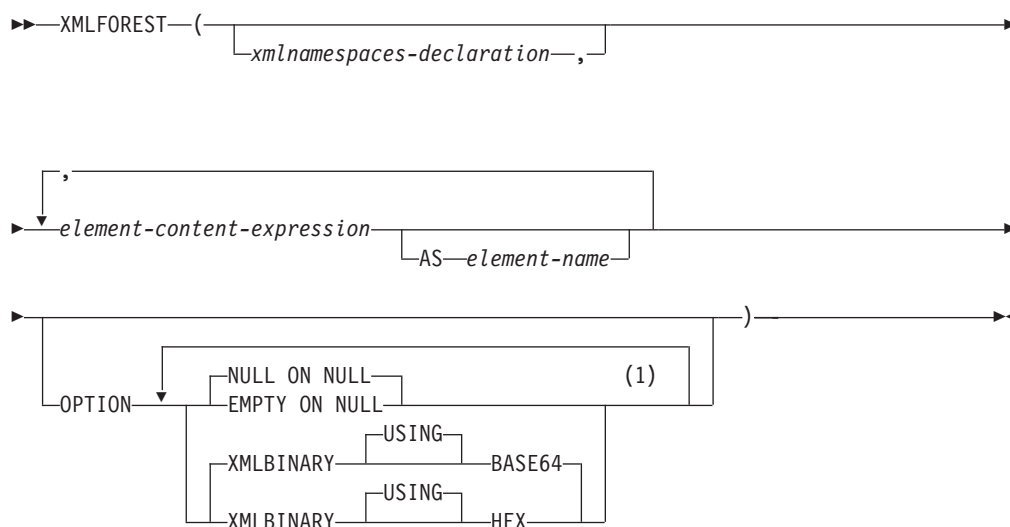 XMLFOREST (
xmlnamespaces-declaration ,
,
element-content-expression
AS element-name
)
NULL ON NULL (1)
OPTION EMPTY ON NULL
USING
XMLBINARY BASE64
USING
XMLBINARY HEX